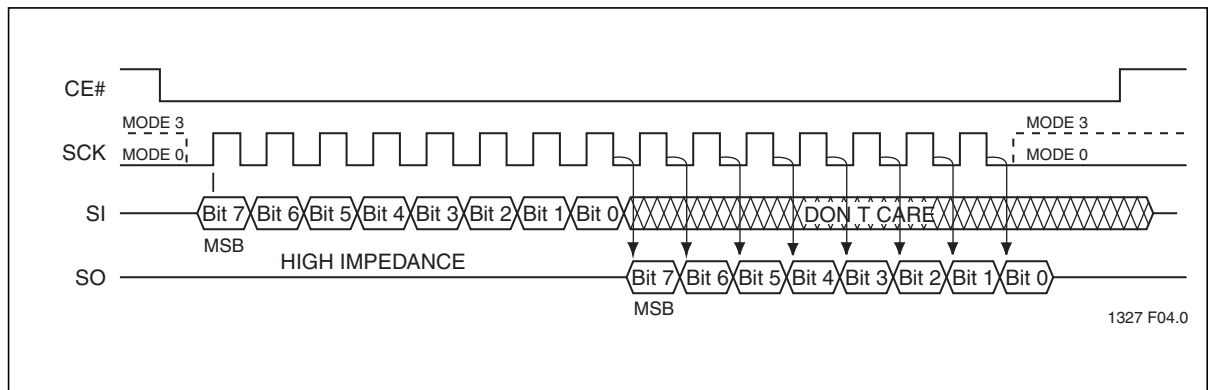 CE#
MODE 3 MODE 3
SCK MODE 0 MODE 0
SI Bit 7 Bit 6 Bit 5 Bit 4 Bit 3 Bit 2 Bit 1 Bit 0 DON T CARE
MSB
HIGH IMPEDANCE
SO Bit 7 Bit 6 Bit 5 Bit 4 Bit 3 Bit 2 Bit 1 Bit 0
MSB
1327 F04.0